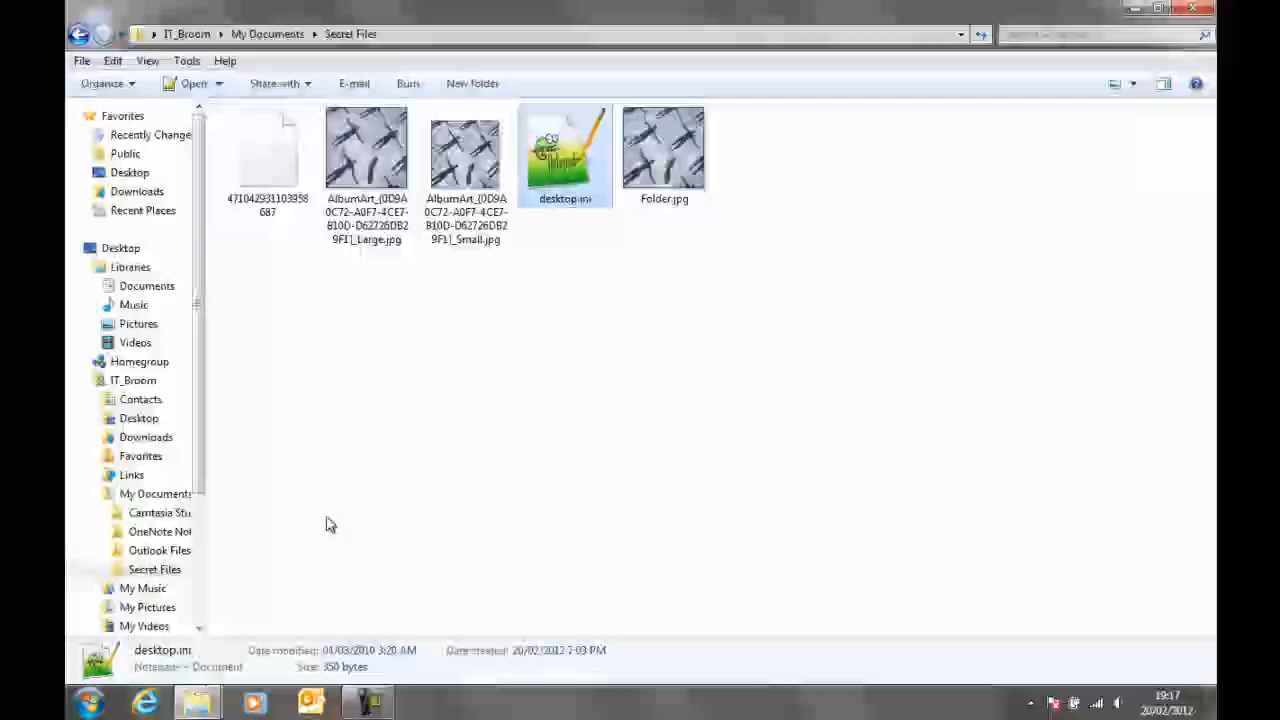 IT_Broom
My Documents
Secret Files
File Edit View Tools Help
Organize Open Share with E-mail Burn New folder
Favorites
Recently Change
Public
Desktop
Downloads
Recent Places
Desktop
Libraries
Documents
Music
Pictures
Videos
Homegroup
IT_Broom
Contacts
Desktop
Downloads
Favorites
Links
My Documents
Camtasia Stu
OneNote Not
Outlook Files
Secret Files
My Music
My Pictures
My Videos
471042931103958
687
AlbumArt_{0D9A
0C72-A0F7-4CE7-
B10D-D62726DB2
9F1}_Large.jpg
AlbumArt_{0D9A
0C72-A0F7-4CE7-
B10D-D62726DB2
9F1}_Small.jpg
desktop.ini
Folder.jpg
desktop.ini Date modified: 04/03/2010 3:20 AM Date created: 20/02/2012 2:03 PM
Document Size: 350 bytes
19:17
20/02/2012